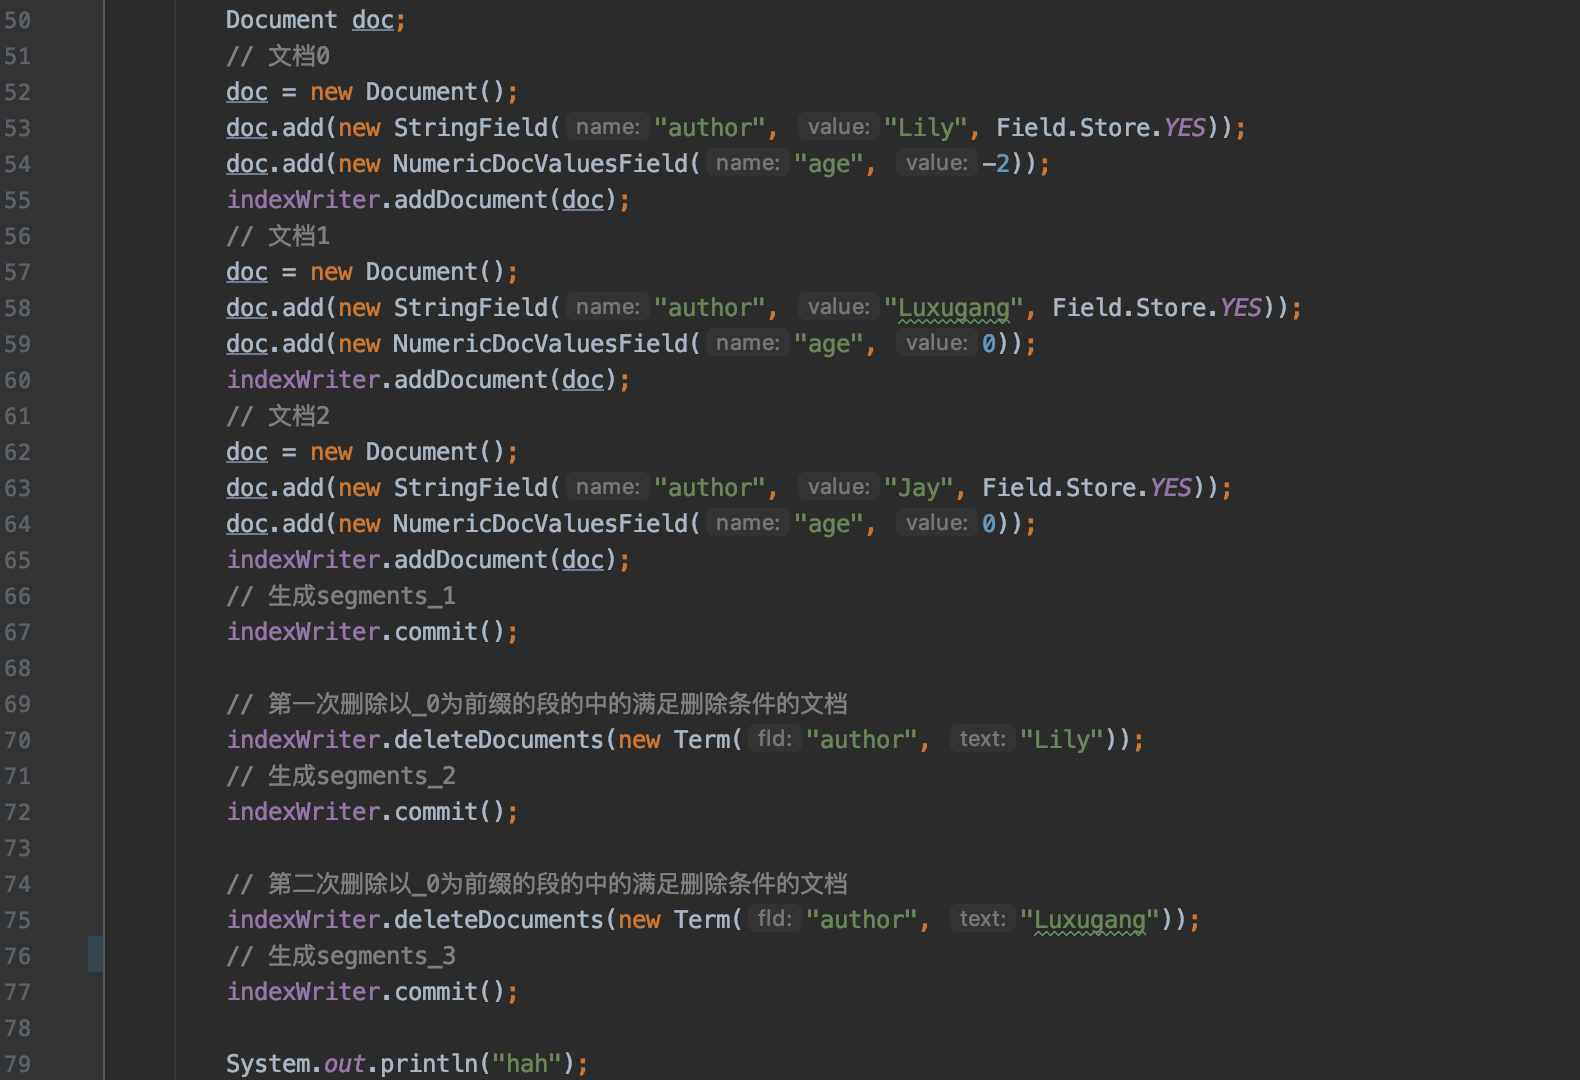 50 Document doc;
51 // 文档0
52 doc = new Document();
53 doc.add(new StringField( name: "author", value: "Lily", Field.Store.YES));
54 doc.add(new NumericDocValuesField( name: "age", value: -2));
55 indexWriter.addDocument(doc);
56 // 文档1
57 doc = new Document();
58 doc.add(new StringField( name: "author", value: "Luxugang", Field.Store.YES));
59 doc.add(new NumericDocValuesField( name: "age", value: 0));
60 indexWriter.addDocument(doc);
61 // 文档2
62 doc = new Document();
63 doc.add(new StringField( name: "author", value: "Jay", Field.Store.YES));
64 doc.add(new NumericDocValuesField( name: "age", value: 0));
65 indexWriter.addDocument(doc);
66 // 生成segments_1
67 indexWriter.commit();
68
69 // 第一次删除以_0为前缀的段的中的满足删除条件的文档
70 indexWriter.deleteDocuments(new Term( fld: "author", text: "Lily"));
71 // 生成segments_2
72 indexWriter.commit();
73
74 // 第二次删除以_0为前缀的段的中的满足删除条件的文档
75 indexWriter.deleteDocuments(new Term( fld: "author", text: "Luxugang"));
76 // 生成segments_3
77 indexWriter.commit();
78
79 System.out.println("hah");